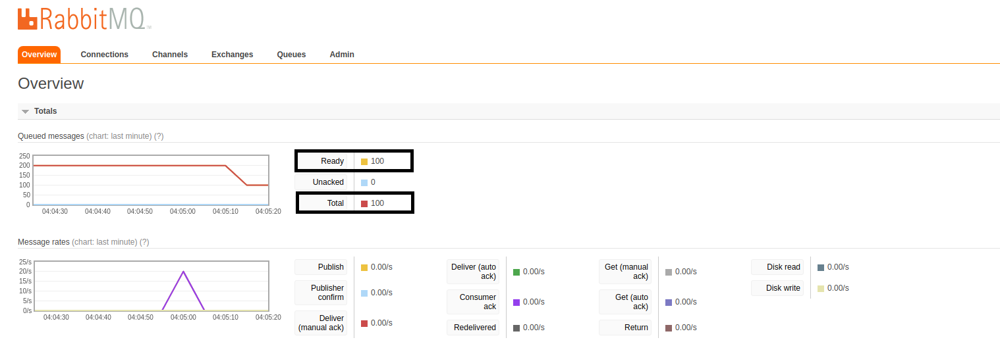 RabbitMQ™
Overview Connections Channels Exchanges Queues Admin
Overview
Totals
Queued messages (chart: last minute) (?)
250
200
150
100
50
0
04:04:30 04:04:40 04:04:50 04:05:00 04:05:10 04:05:20
Ready 100
Unacked 0
Total 100
Message rates (chart: last minute) (?)
25/s
20/s
15/s
10/s
5/s
0/s
04:04:30 04:04:40 04:04:50 04:05:00 04:05:10 04:05:20
Publish 0.00/s
Publisher
confirm 0.00/s
Deliver
(manual ack) 0.00/s
Deliver (auto
ack) 0.00/s
Consumer
ack 0.00/s
Redelivered 0.00/s
Get (manual
ack) 0.00/s
Get (auto
ack) 0.00/s
Return 0.00/s
Disk read 0.00/s
Disk write 0.00/s